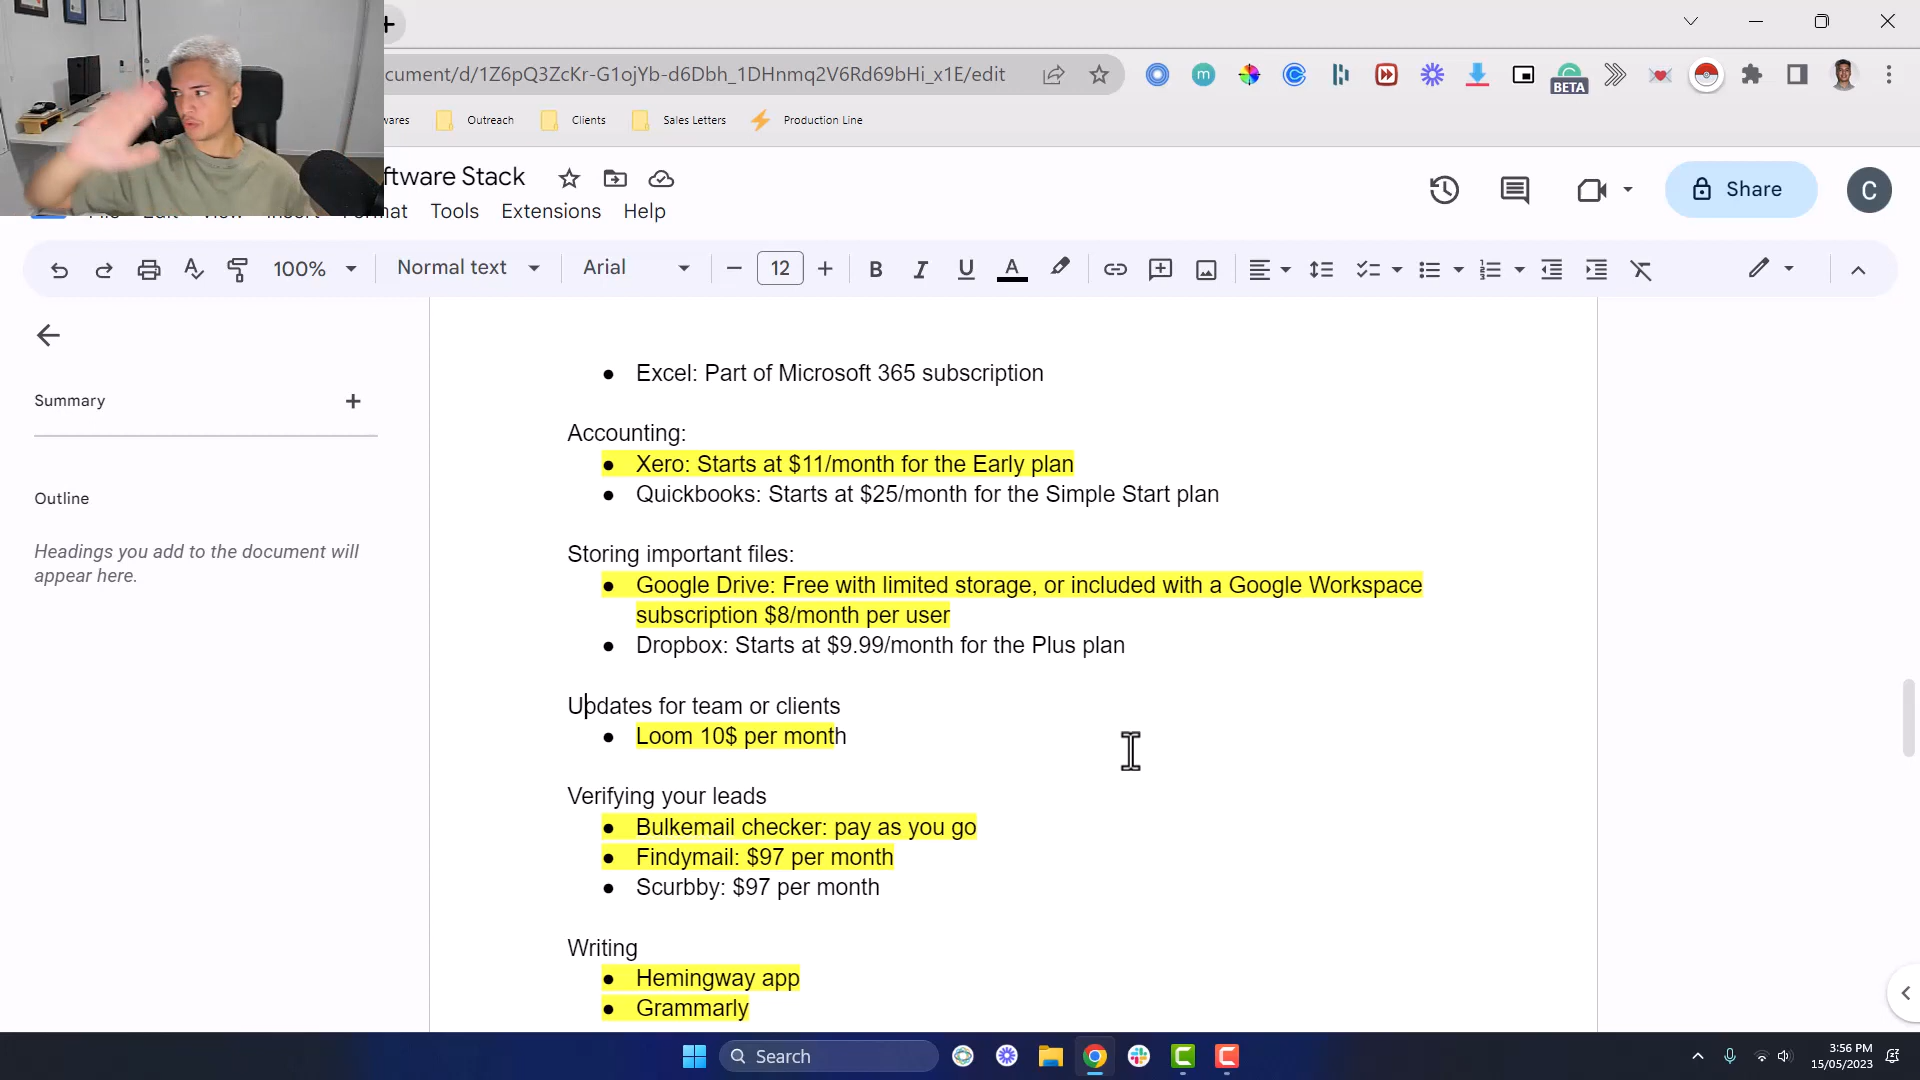 cument/d/1Z6pQ3ZcKr-G1ojYb-d6Dbh_1DHnmq2V6Rd69bHi_x1E/edit
BETA
wares
Outreach
Clients
Sales Letters
Production Line
ftware Stack
Tools
Extensions
Help
Share
C
100%
Normal text
Arial
12
Summary
Outline
Headings you add to the document will
appear here.
● Excel: Part of Microsoft 365 subscription
Accounting:
● Xero: Starts at $11/month for the Early plan
● Quickbooks: Starts at $25/month for the Simple Start plan
Storing important files:
● Google Drive: Free with limited storage, or included with a Google Workspace
subscription $8/month per user
● Dropbox: Starts at $9.99/month for the Plus plan
Updates for team or clients
● Loom 10$ per month
Verifying your leads
● Bulkemail checker: pay as you go
● Findymail: $97 per month
● Scurbby: $97 per month
Writing
● Hemingway app
● Grammarly
Search
3:56 PM
15/05/2023